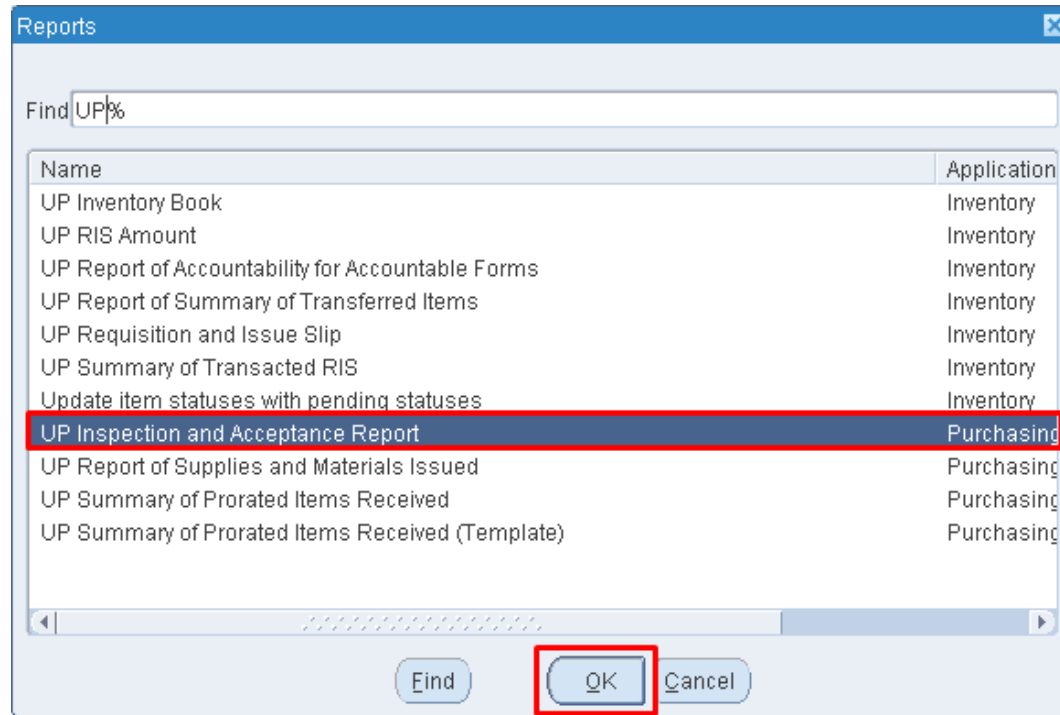 Reports
Find UP%
Name Application
UP Inventory Book Inventory
UP RIS Amount Inventory
UP Report of Accountability for Accountable Forms Inventory
UP Report of Summary of Transferred Items Inventory
UP Requisition and Issue Slip Inventory
UP Summary of Transacted RIS Inventory
Update item statuses with pending statuses Inventory
UP Inspection and Acceptance Report Purchasing
UP Report of Supplies and Materials Issued Purchasing
UP Summary of Prorated Items Received Purchasing
UP Summary of Prorated Items Received (Template) Purchasing
Find OK Cancel